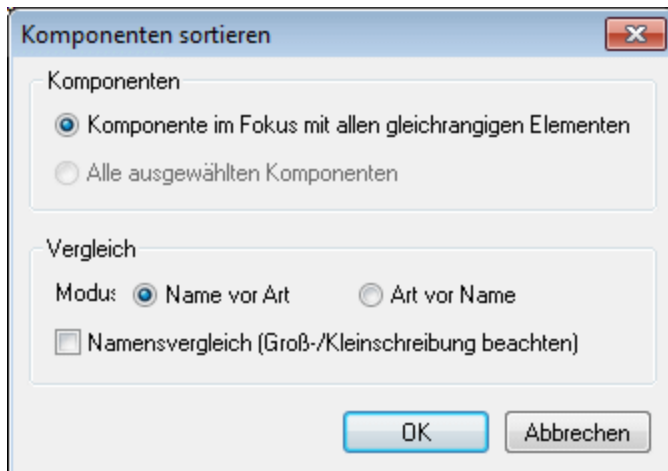 Komponenten sortieren
Komponenten
Komponente im Fokus mit allen gleichrangigen Elementen
Alle ausgewählten Komponenten
Vergleich
Modus Name vor Art Art vor Name
Namensvergleich (Groß-/Kleinschreibung beachten)
OK Abbrechen